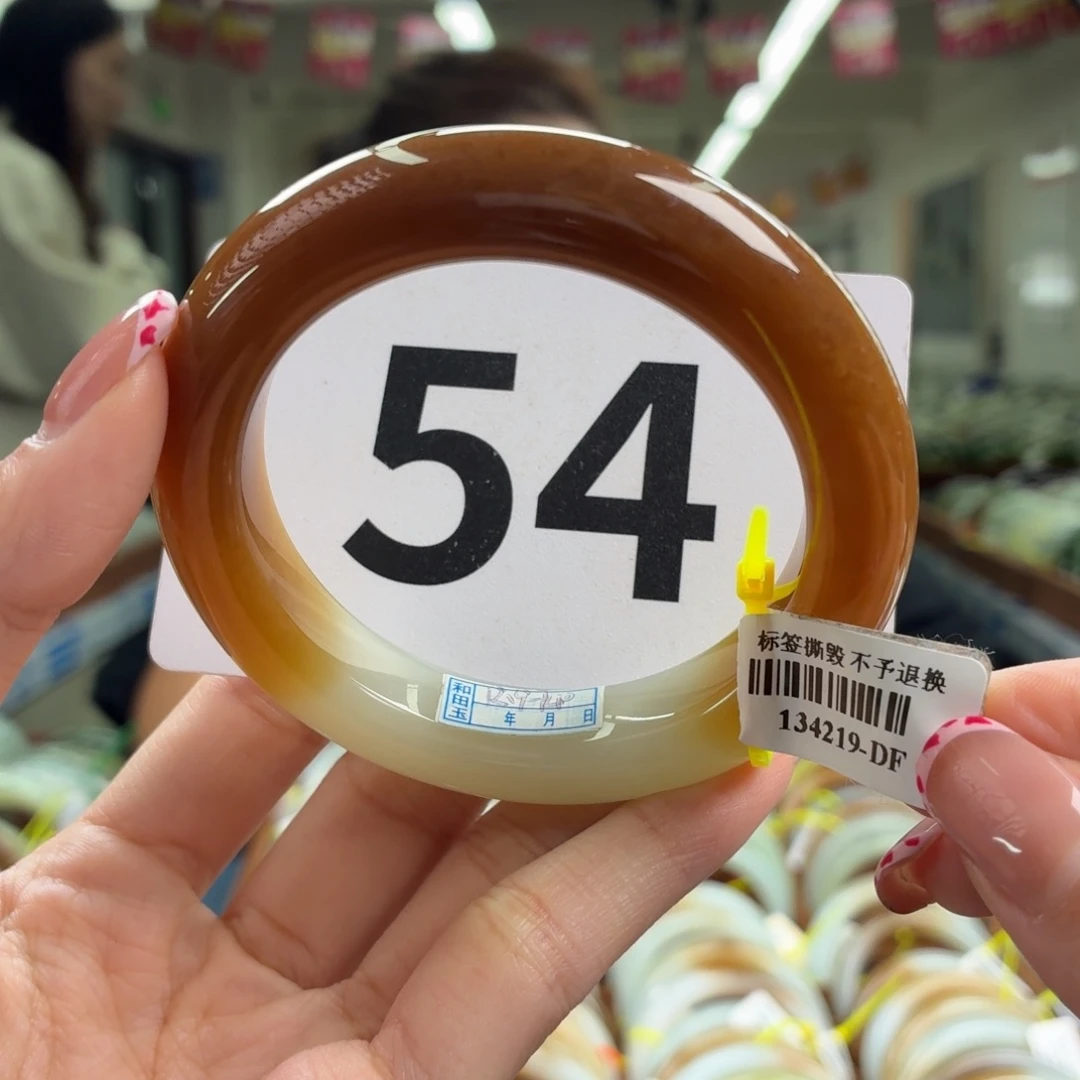 54
和田玉
年 月 日
标签撕毁 不予退换
134219-DF